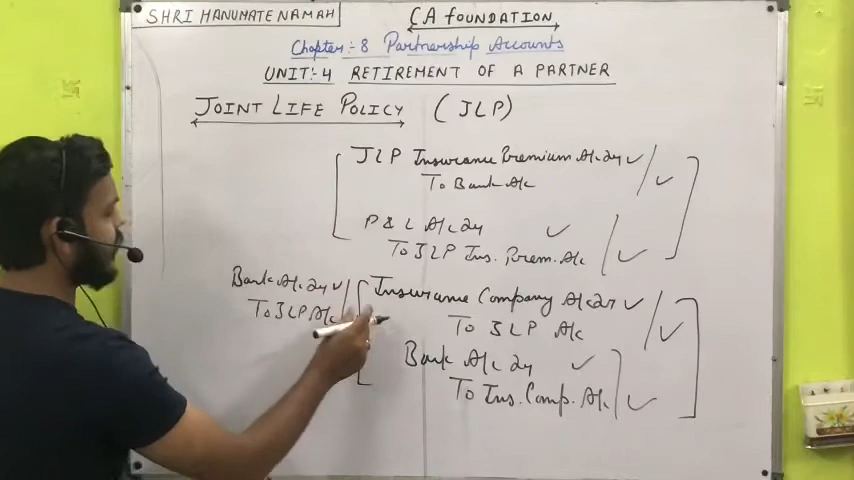 SHRI HANUMATE NAMAH
CA FOUNDATION
Chapter:- 8 Partnership Accounts
UNIT:- 4 RETIREMENT OF A PARTNER
JOINT LIFE POLICY (JLP)
JLP Insurance Premium A/c Dr
To Bank A/c
P & L A/c Dr
To JLP Ins. Prem. A/c
Bank A/c Dr
To JLP A/c
Insurance Company A/c Dr
To JLP A/c
Bank A/c Dr
To Ins. Comp. A/c